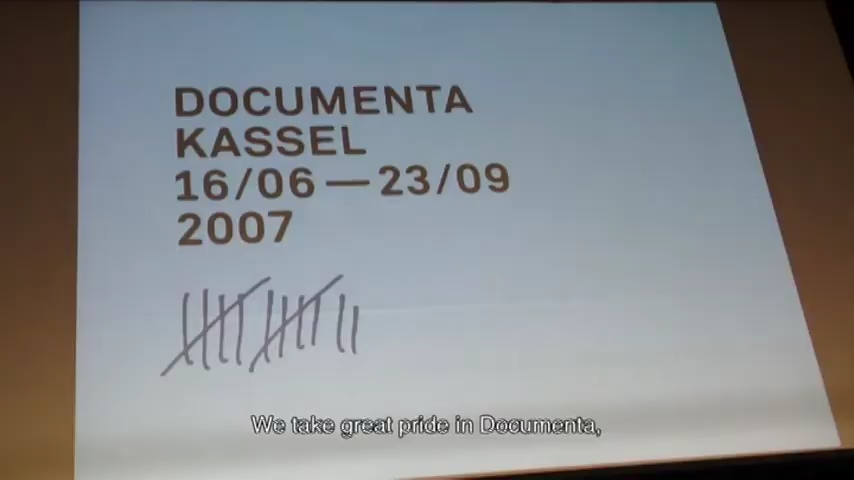 DOCUMENTA
KASSEL
16/06 — 23/09
2007
We take great pride in Documenta,